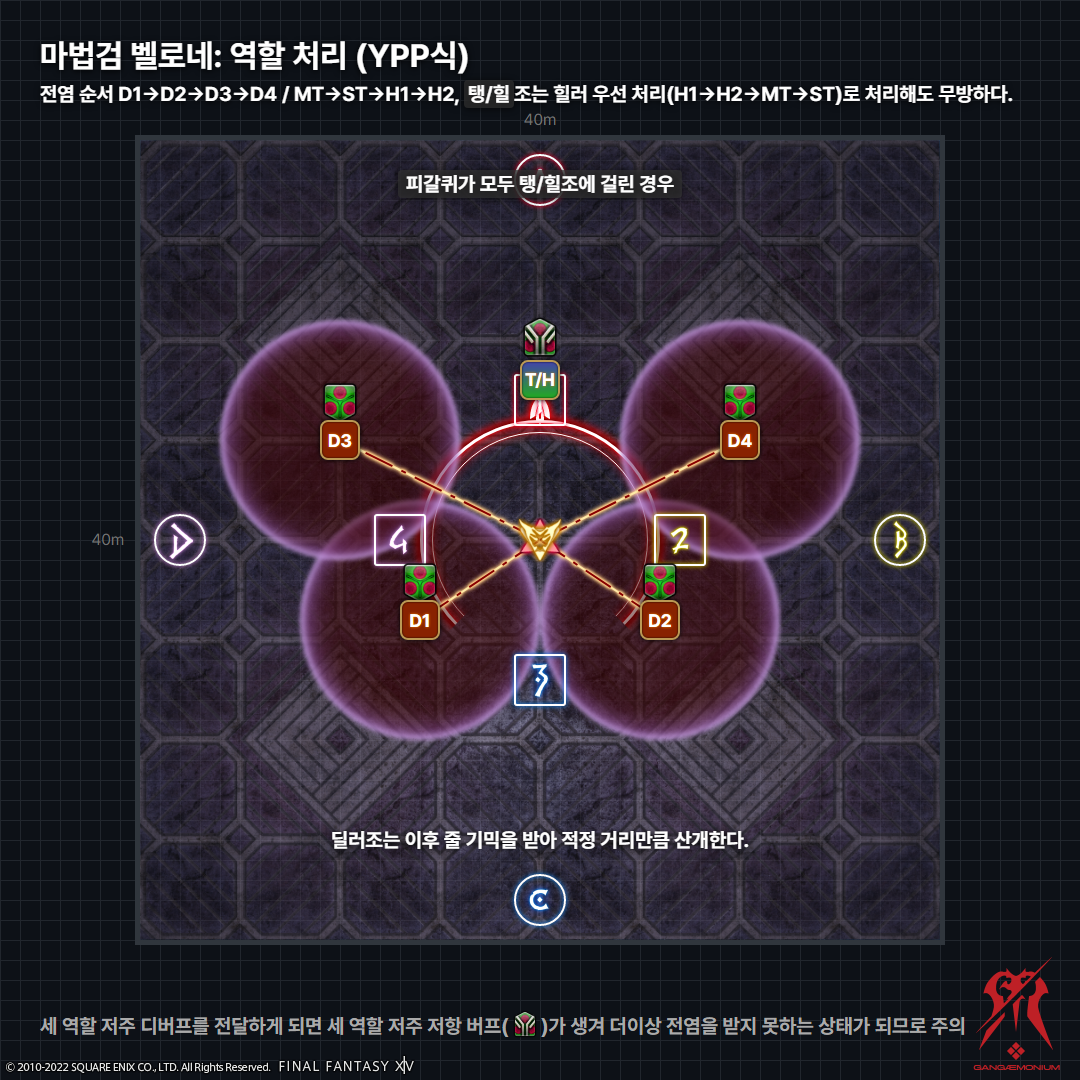 마법검 벨로네: 역할 처리 (YPP식)
전염 순서 D1→D2→D3→D4 / MT→ST→H1→H2, 탱/힐 조는 힐러 우선 처리(H1→H2→MT→ST)로 처리해도 무방하다.
40m
피갈퀴가 모두 탱/힐조에 걸린 경우
T/H
D3
D4
40m
D
4
2
B
D1
D2
3
딜러조는 이후 줄 기믹을 받아 적정 거리만큼 산개한다.
C
세 역할 저주 디버프를 전달하게 되면 세 역할 저주 저항 버프( )가 생겨 더이상 전염을 받지 못하는 상태가 되므로 주의
GANGÆMONIUM
© 2010-2022 SQUARE ENIX CO., LTD. All Rights Reserved. FINAL FANTASY XIV